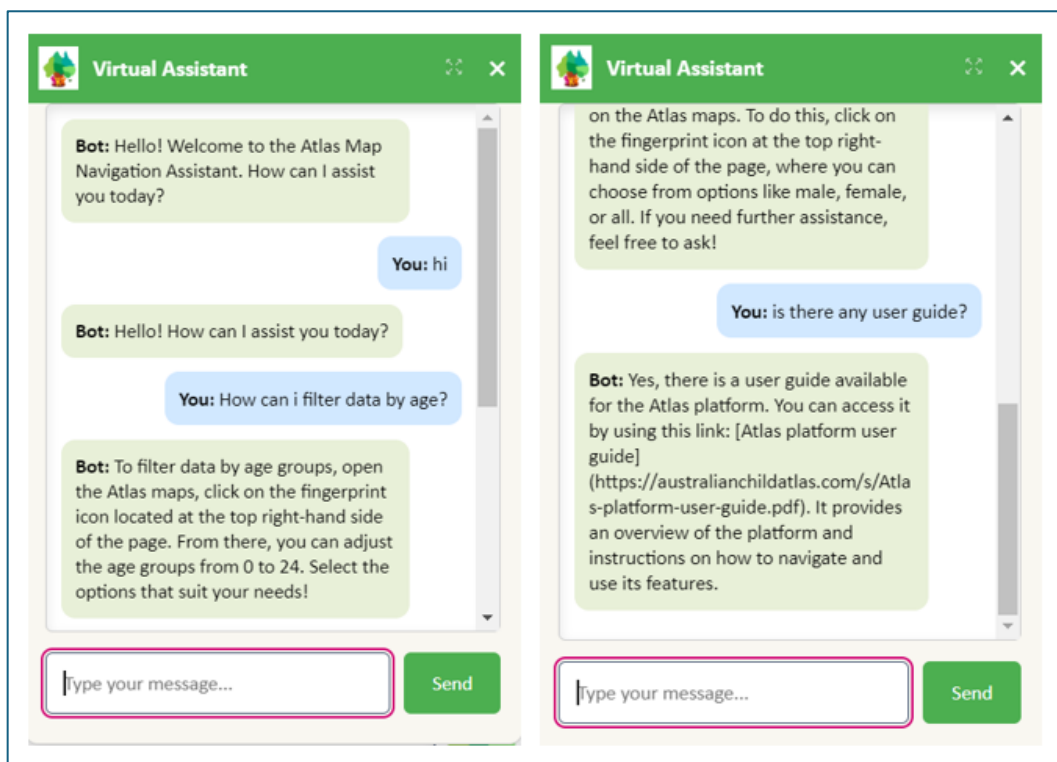 Virtual Assistant
Bot: Hello! Welcome to the Atlas Map
Navigation Assistant. How can I assist
you today?
You: hi
Bot: Hello! How can I assist you today?
You: How can i filter data by age?
Bot: To filter data by age groups, open
the Atlas maps, click on the fingerprint
icon located at the top right-hand side
of the page. From there, you can adjust
the age groups from 0 to 24. Select the
options that suit your needs!
Type your message...
Send
Virtual Assistant
on the Atlas maps. To do this, click on
the fingerprint icon at the top right-
hand side of the page, where you can
choose from options like male, female,
or all. If you need further assistance,
feel free to ask!
You: is there any user guide?
Bot: Yes, there is a user guide available
for the Atlas platform. You can access it
by using this link: [Atlas platform user
guide]
(https://australianchildatlas.com/s/Atla
s-platform-user-guide.pdf). It provides
an overview of the platform and
instructions on how to navigate and
use its features.
Type your message...
Send